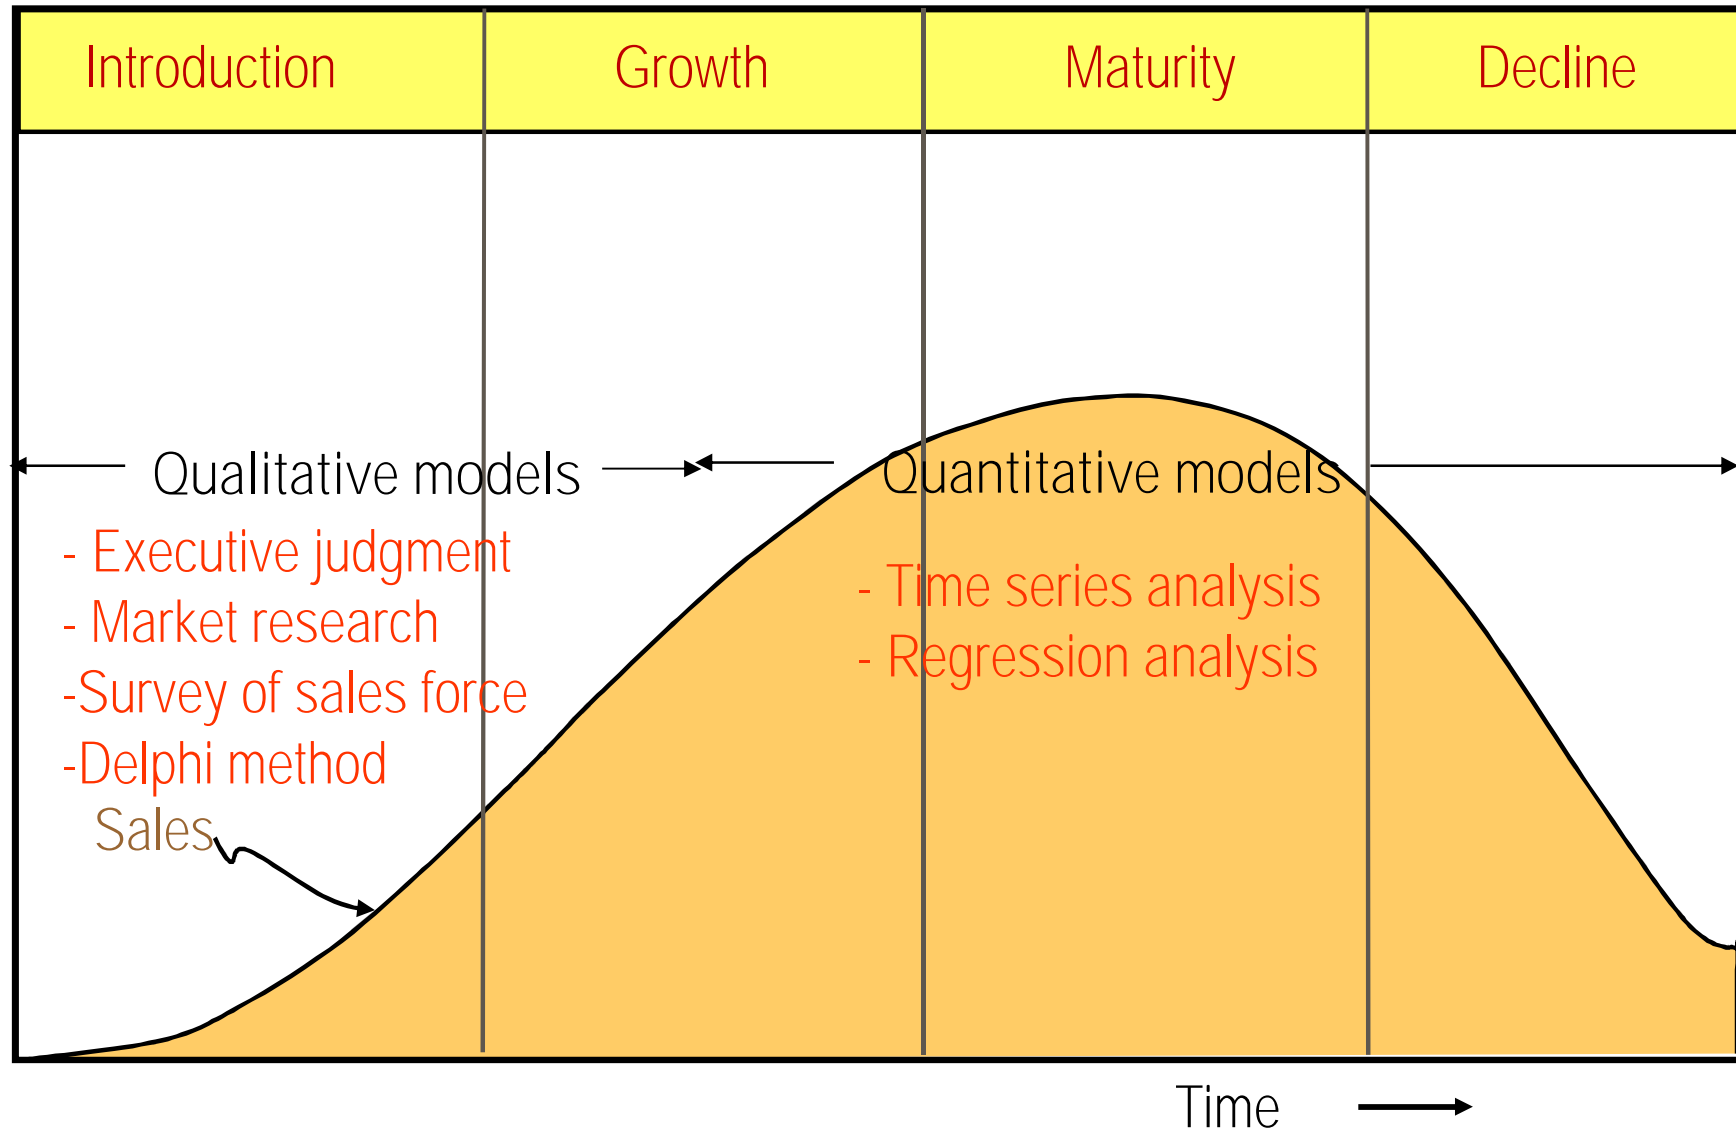 Introduction Growth Maturity Decline
Qualitative models
- Executive judgment
- Market research
-Survey of sales force
-Delphi method
Quantitative models
- Time series analysis
- Regression analysis
Sales
Time